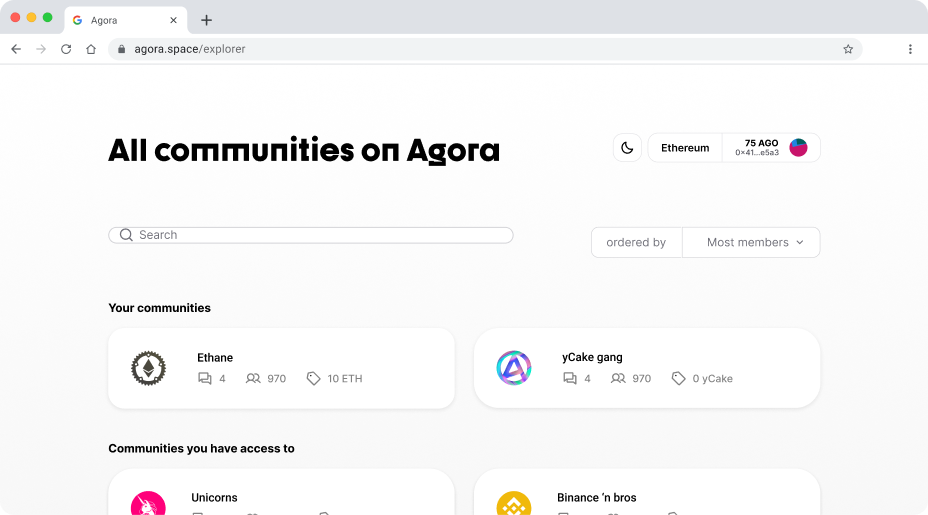 Agora
agora.space/explorer
All communities on Agora
Ethereum
75 AGO
0×41...e5a3
Search
ordered by
Most members
Your communities
Ethane
4 970 10 ETH
yCake gang
4 970 0 yCake
Communities you have access to
Unicorns
Binance 'n bros